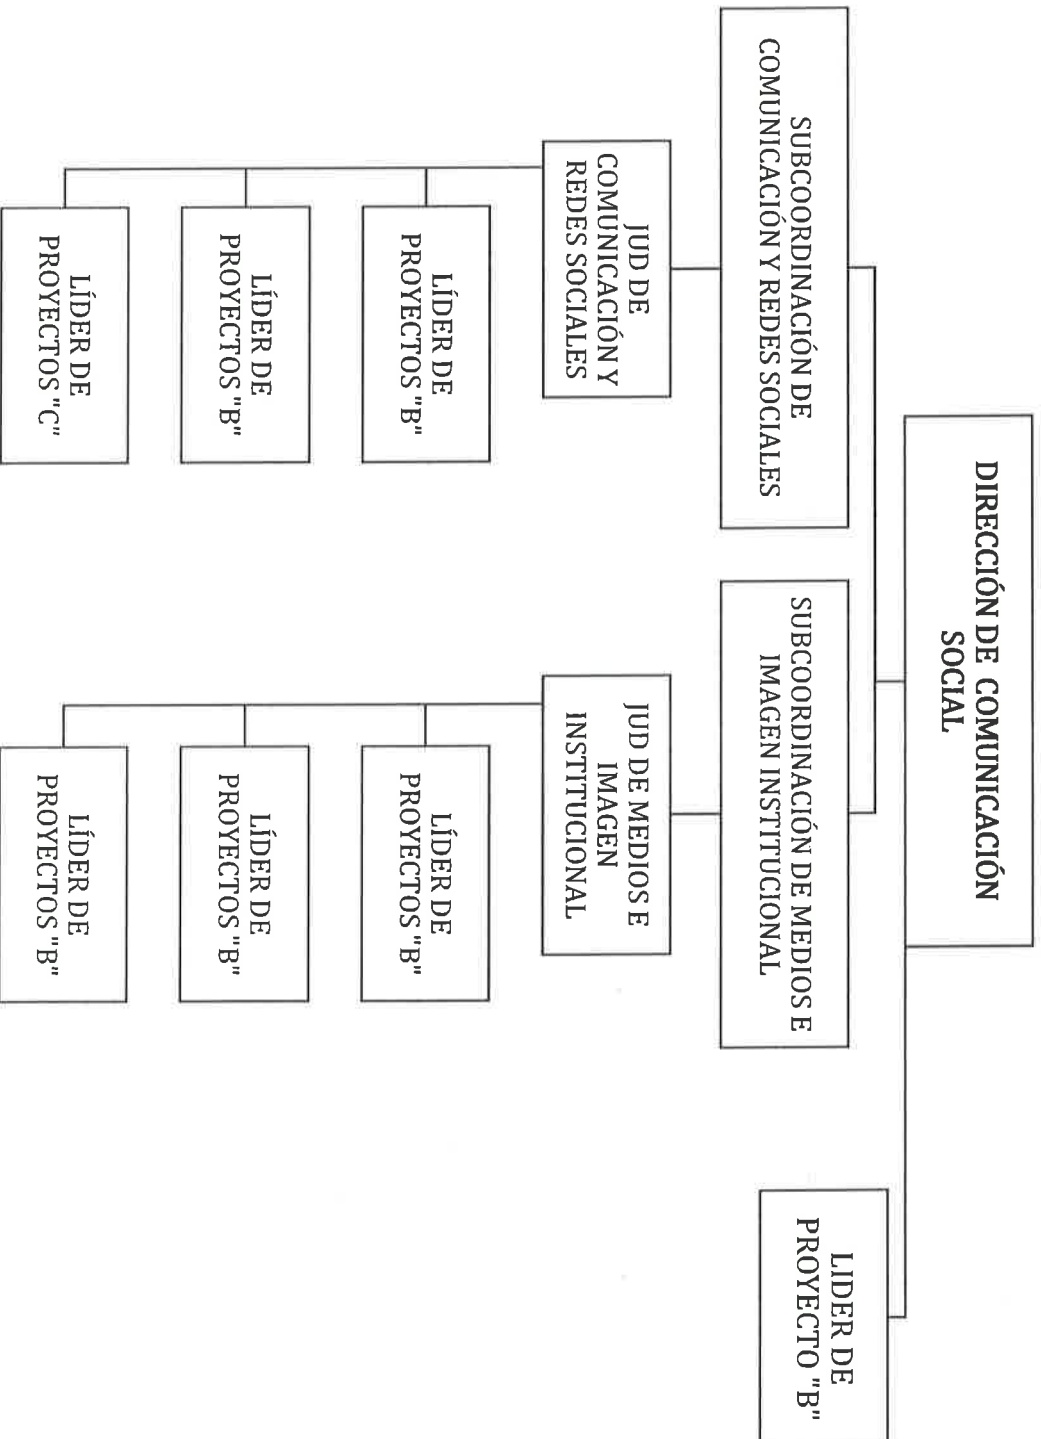 DIRECCIÓN DE COMUNICACIÓN
SOCIAL
LIDER DE
PROYECTO "B"
SUBCOORDINACIÓN DE
COMUNICACIÓN Y REDES SOCIALES
SUBCOORDINACIÓN DE MEDIOS E
IMAGEN INSTITUCIONAL
JUD DE
COMUNICACIÓN Y
REDES SOCIALES
JUD DE MEDIOS E
IMAGEN
INSTITUCIONAL
LÍDER DE
PROYECTOS "B"
LÍDER DE
PROYECTOS "B"
LÍDER DE
PROYECTOS "B"
LÍDER DE
PROYECTOS "B"
LÍDER DE
PROYECTOS "C"
LÍDER DE
PROYECTOS "B"